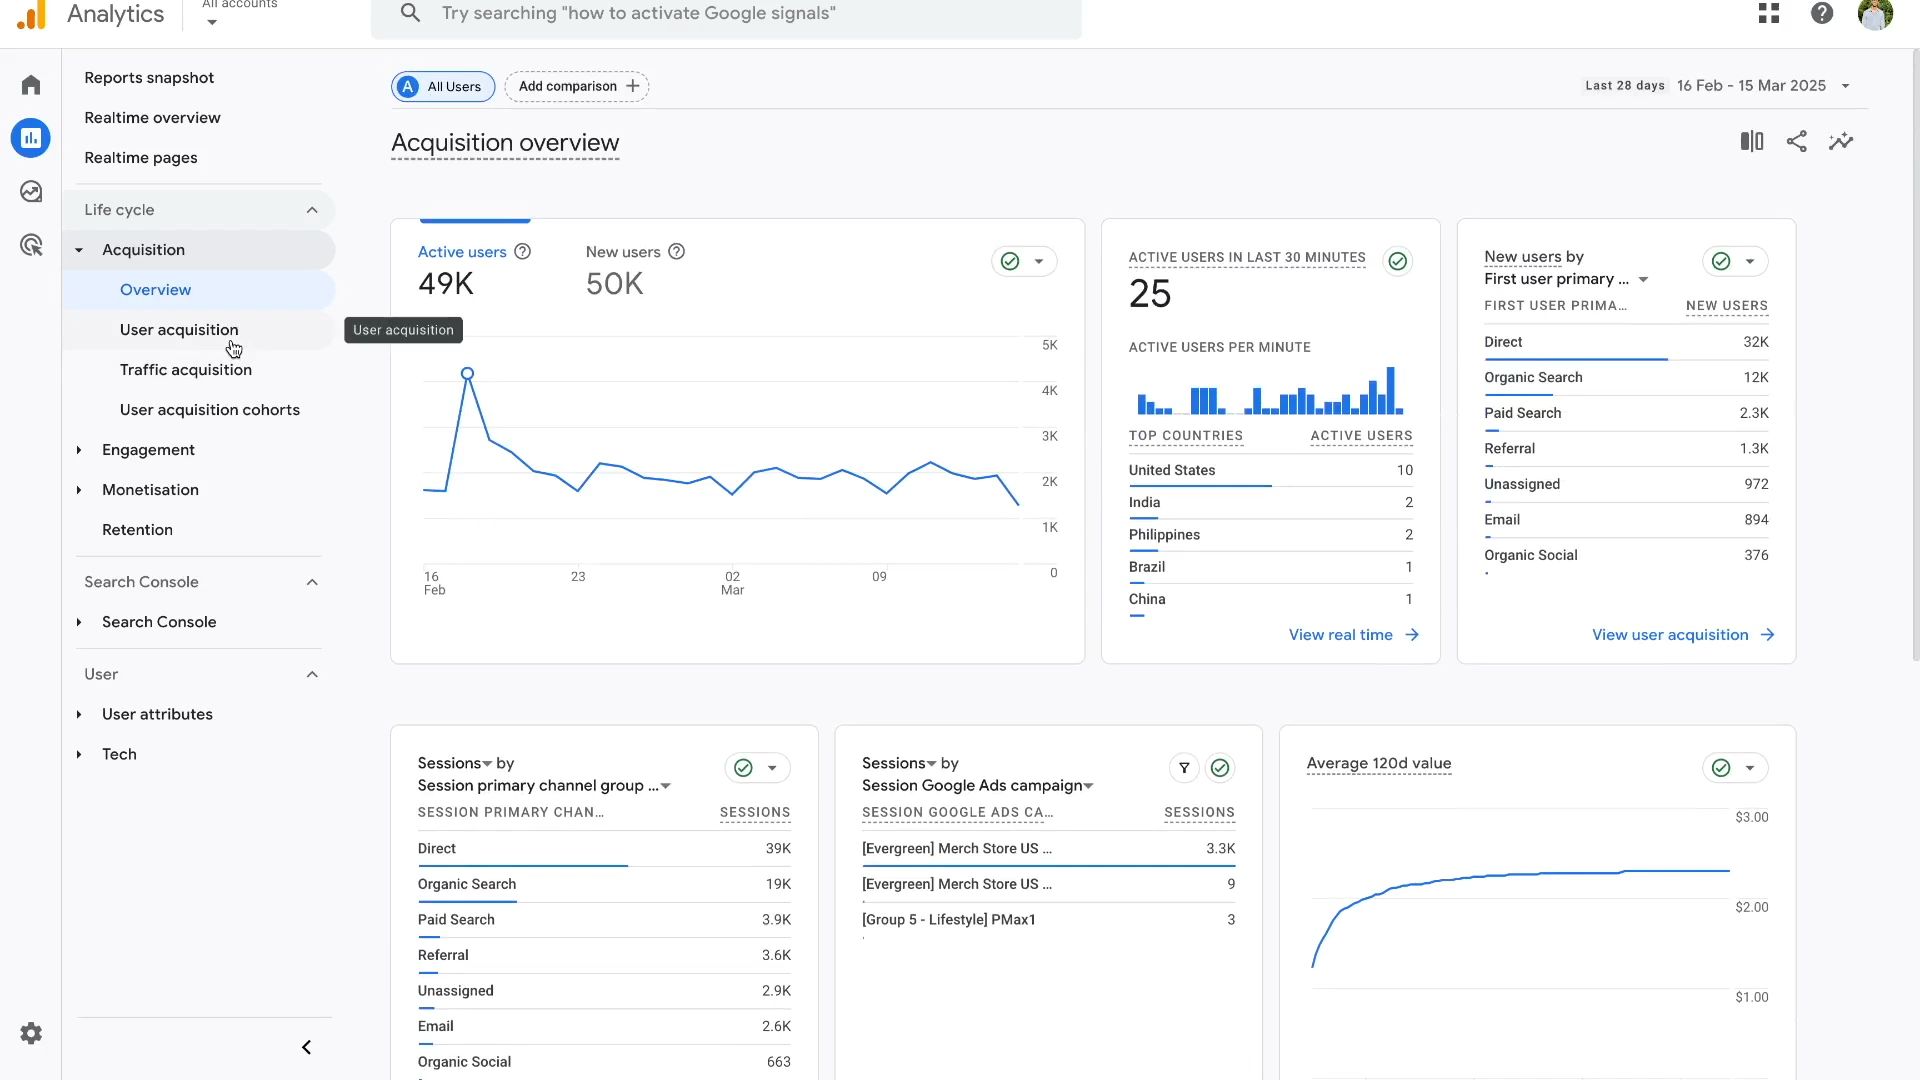 Analytics
All accounts
Try searching "how to activate Google signals"
Reports snapshot
Realtime overview
Realtime pages
Life cycle
Acquisition
Overview
User acquisition
Traffic acquisition
User acquisition cohorts
Engagement
Monetisation
Retention
Search Console
Search Console
User
User attributes
Tech
User acquisition
A All Users
Add comparison
Last 28 days 16 Feb - 15 Mar 2025
Acquisition overview
Active users
49K
New users
50K
5K
4K
3K
2K
1K
0
16
Feb
23
02
Mar
09
ACTIVE USERS IN LAST 30 MINUTES
25
ACTIVE USERS PER MINUTE
TOP COUNTRIES ACTIVE USERS
United States 10
India 2
Philippines 2
Brazil 1
China 1
View real time
New users by
First user primary ...
FIRST USER PRIMA... NEW USERS
Direct 32K
Organic Search 12K
Paid Search 2.3K
Referral 1.3K
Unassigned 972
Email 894
Organic Social 376
View user acquisition
Sessions by
Session primary channel group ...
SESSION PRIMARY CHAN... SESSIONS
Direct 39K
Organic Search 19K
Paid Search 3.9K
Referral 3.6K
Unassigned 2.9K
Email 2.6K
Organic Social 663
Sessions by
Session Google Ads campaign
SESSION GOOGLE ADS CA... SESSIONS
[Evergreen] Merch Store US ... 3.3K
[Evergreen] Merch Store US ... 9
[Group 5 - Lifestyle] PMax1 3
Average 120d value
$3.00
$2.00
$1.00